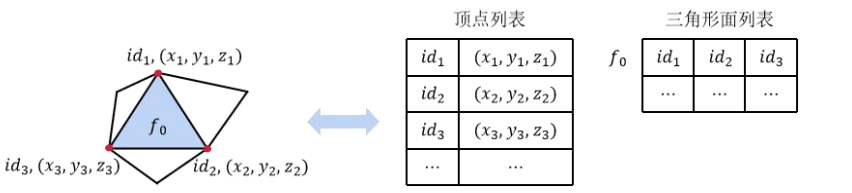 id₁, (x₁, y₁, z₁)
f₀
id₃, (x₃, y₃, z₃)
id₂, (x₂, y₂, z₂)
顶点列表
id₁ (x₁, y₁, z₁)
id₂ (x₂, y₂, z₂)
id₃ (x₃, y₃, z₃)
... ...
三角形面列表
f₀ id₁ id₂ id₃
... ... ...